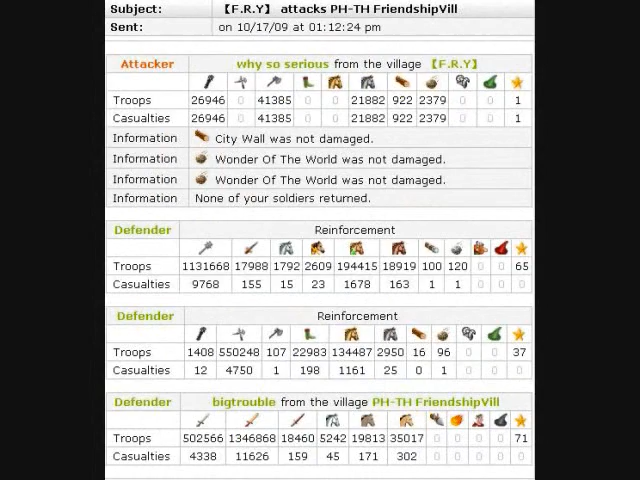 Subject: 【F.R.Y】 attacks PH-TH FriendshipVill
Sent: on 10/17/09 at 01:12:24 pm
Attacker why so serious from the village 【F.R.Y】
Troops 26946 0 41385 0 0 21882 922 2379 0 0 1
Casualties 26946 0 41385 0 0 21882 922 2379 0 0 1
Information City Wall was not damaged.
Information Wonder Of The World was not damaged.
Information Wonder Of The World was not damaged.
Information None of your soldiers returned.
Defender Reinforcement
Troops 1131668 17988 1792 2609 194415 18919 100 120 0 0 65
Casualties 9768 155 15 23 1678 163 1 1 0 0 0
Defender Reinforcement
Troops 1408 550248 107 22983 134487 2950 16 96 0 0 37
Casualties 12 4750 1 198 1161 25 0 1 0 0 0
Defender bigtrouble from the village PH-TH FriendshipVill
Troops 502566 1346868 18460 5242 19813 35017 0 0 0 0 71
Casualties 4338 11626 159 45 171 302 0 0 0 0 0